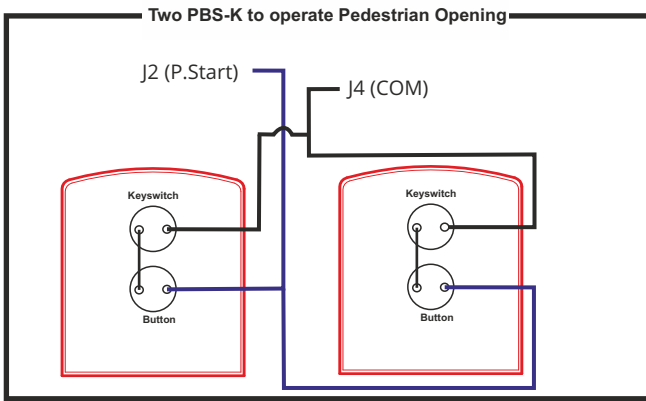 Two PBS-K to operate Pedestrian Opening
J2 (P.Start)
J4 (COM)
Keyswitch
Button
Keyswitch
Button